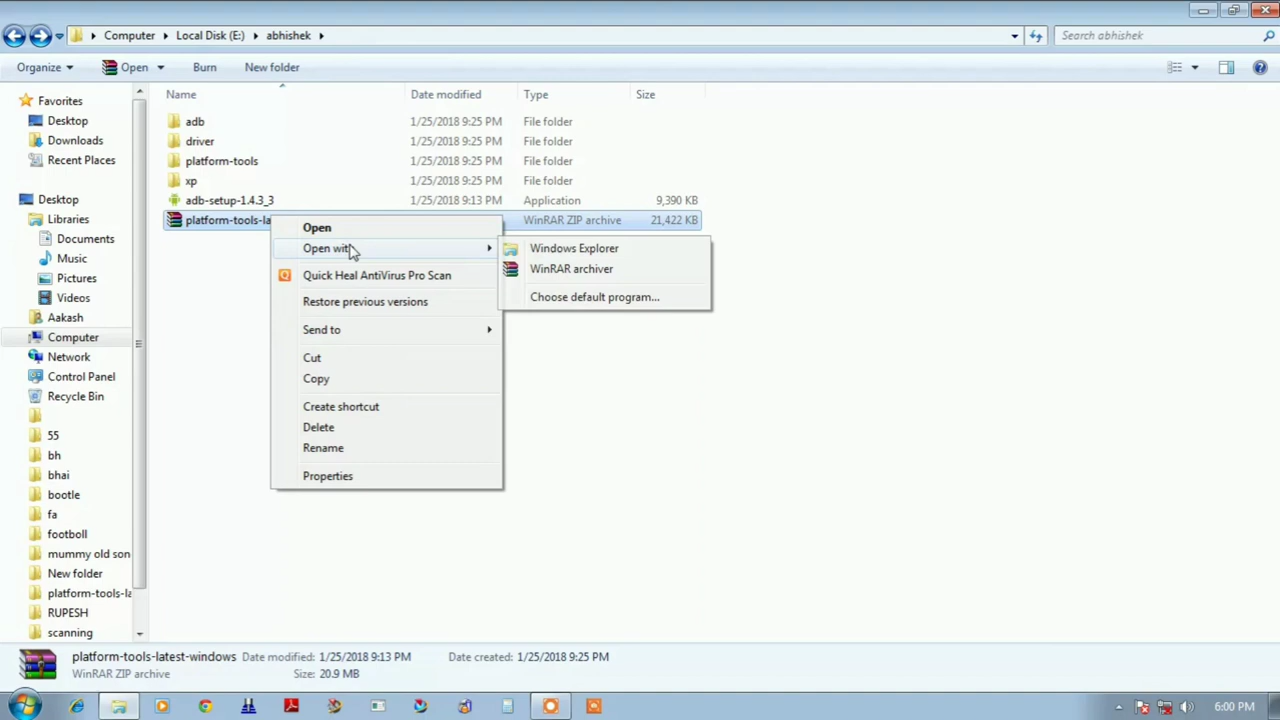 Computer
Local Disk (E:)
abhishek
Search abhishek
Organize
Open
Burn
New folder
Name
Date modified
Type
Size
Favorites
Desktop
Downloads
Recent Places
Desktop
Libraries
Documents
Music
Pictures
Videos
Aakash
Computer
Network
Control Panel
Recycle Bin
55
bh
bhai
bootle
fa
footboll
mummy old son
New folder
platform-tools-la
RUPESH
scanning
adb 1/25/2018 9:25 PM File folder
driver 1/25/2018 9:25 PM File folder
platform-tools 1/25/2018 9:25 PM File folder
xp 1/25/2018 9:25 PM File folder
adb-setup-1.4.3_3 1/25/2018 9:13 PM Application 9,390 KB
platform-tools-la WinRAR ZIP archive 21,422 KB
Open
Open with
Quick Heal AntiVirus Pro Scan
Restore previous versions
Send to
Cut
Copy
Create shortcut
Delete
Rename
Properties
Windows Explorer
WinRAR archiver
Choose default program...
platform-tools-latest-windows Date modified: 1/25/2018 9:13 PM Date created: 1/25/2018 9:25 PM
WinRAR ZIP archive Size: 20.9 MB
6:00 PM